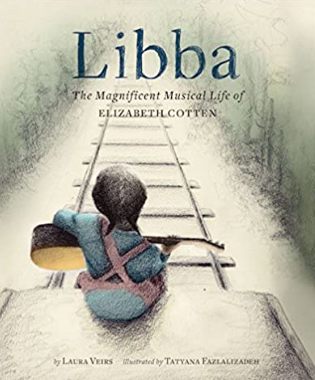 Libba
The Magnificent Musical Life of
ELIZABETH COTTEN
by LAURA VEIRS illustrated by TATYANA FAZLALIZADEH